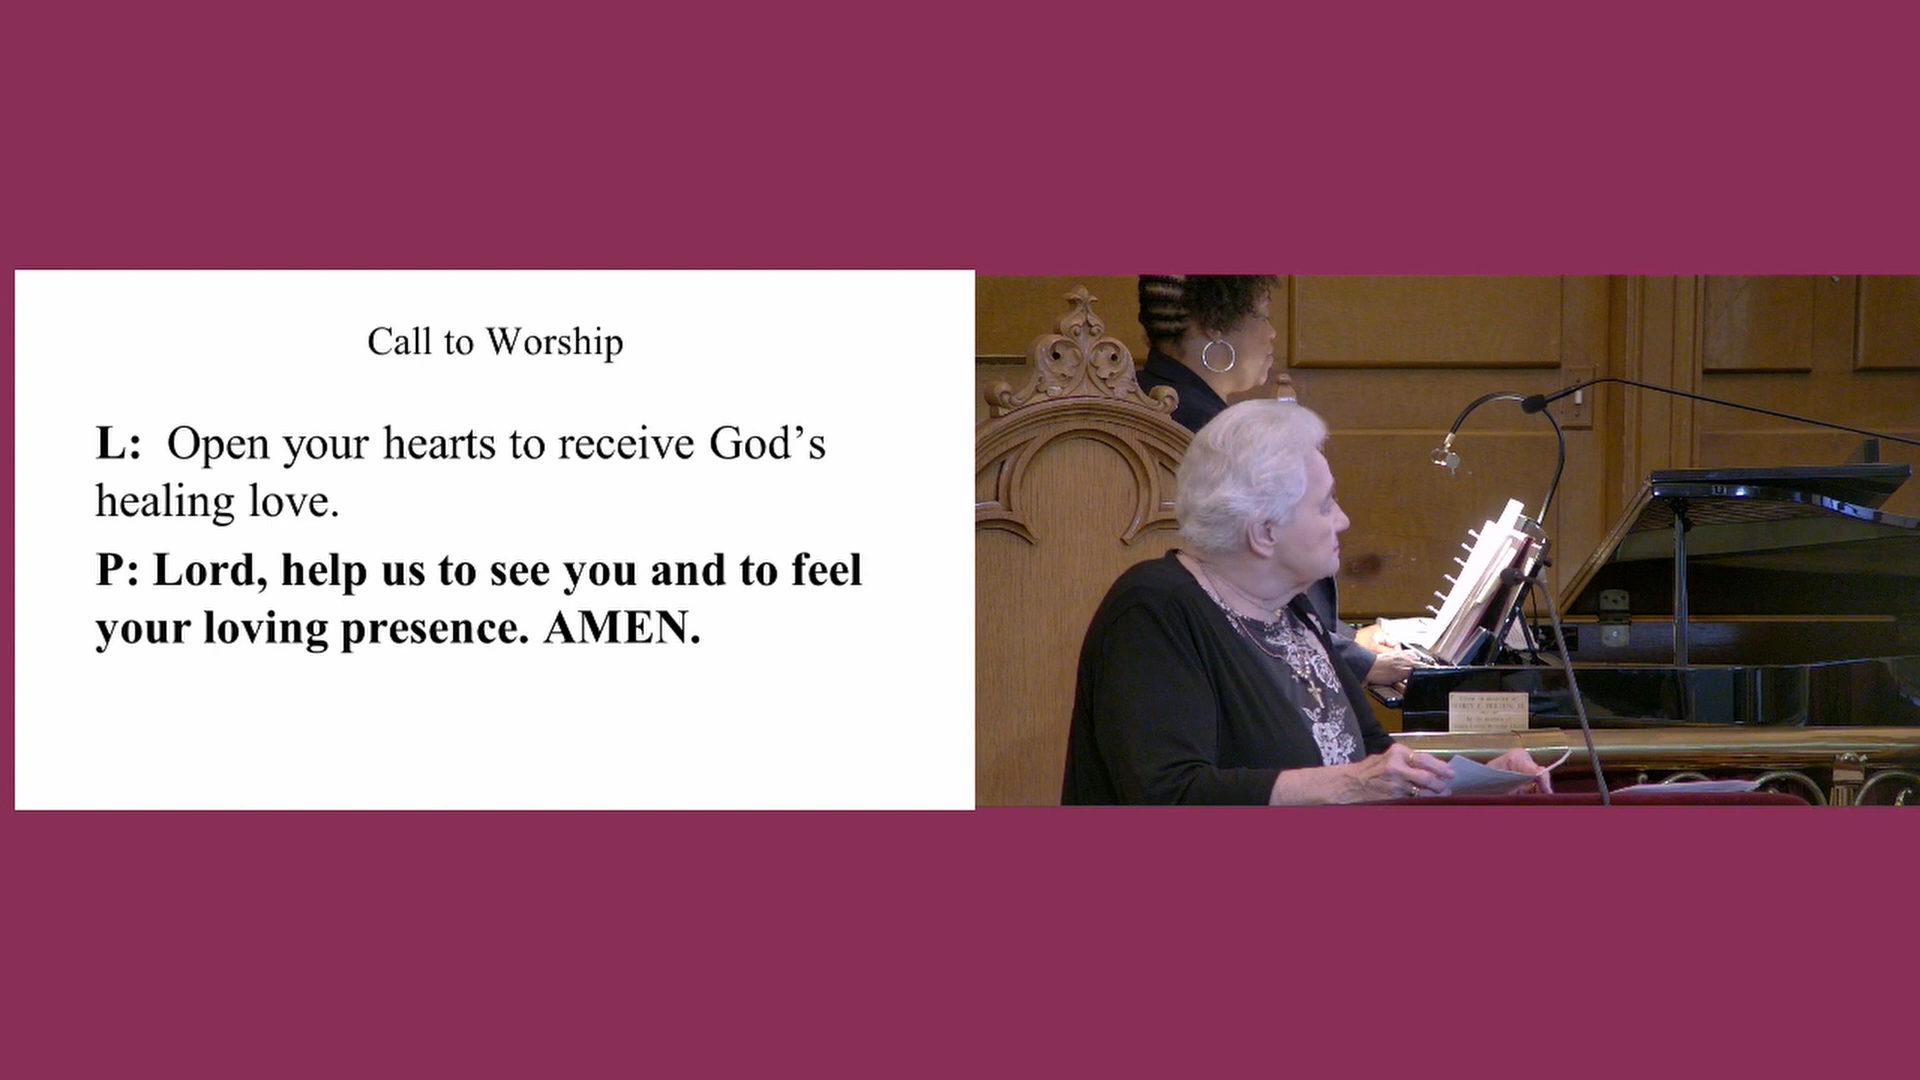 Call to Worship
L: Open your hearts to receive God’s
healing love.
P: Lord, help us to see you and to feel
your loving presence. AMEN.